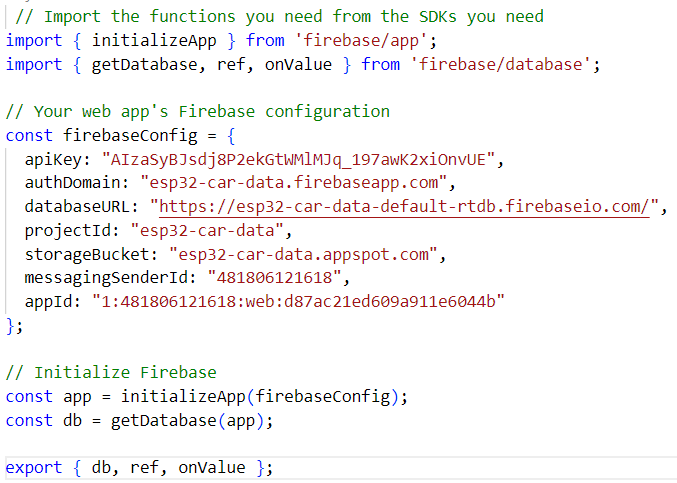 // Import the functions you need from the SDKs you need
import { initializeApp } from 'firebase/app';
import { getDatabase, ref, onValue } from 'firebase/database';
// Your web app's Firebase configuration
const firebaseConfig = {
apiKey: "AIzaSyBJsdj8P2ekGtWMlMJq_197awK2xiOnvUE",
authDomain: "esp32-car-data.firebaseapp.com",
databaseURL: "https://esp32-car-data-default-rtdb.firebaseio.com/",
projectId: "esp32-car-data",
storageBucket: "esp32-car-data.appspot.com",
messagingSenderId: "481806121618",
appId: "1:481806121618:web:d87ac21ed609a911e6044b"
};
// Initialize Firebase
const app = initializeApp(firebaseConfig);
const db = getDatabase(app);
export { db, ref, onValue };